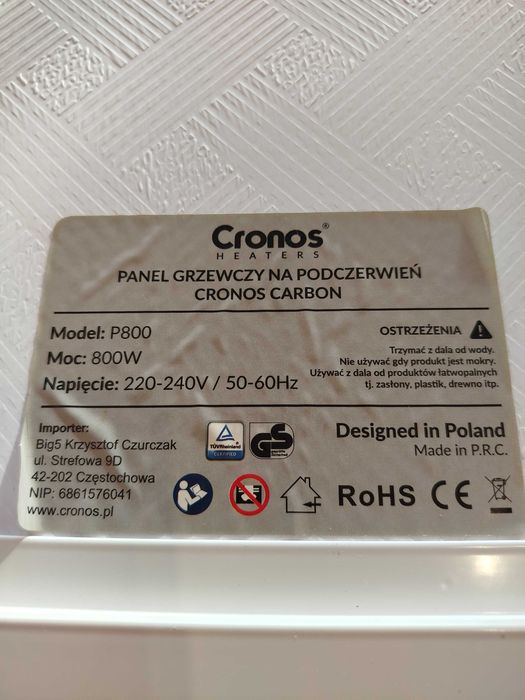 Cronos®
HEATERS
PANEL GRZEWCZY NA PODCZERWIEŃ
CRONOS CARBON
Model: P800
Moc: 800W
Napięcie: 220-240V / 50-60Hz
OSTRZEŻENIA
Trzymać z dala od wody.
Nie używać gdy produkt jest mokry.
Używać z dala od produktów łatwopalnych
tj. zasłony, plastik, drewno itp.
Importer:
Big5 Krzysztof Czurczak
ul. Strefowa 9D
42-202 Częstochowa
NIP: 6861576041
www.cronos.pl
TÜVRheinland
CERTIFIED
GS
Designed in Poland
Made in P.R.C.
RoHS CE